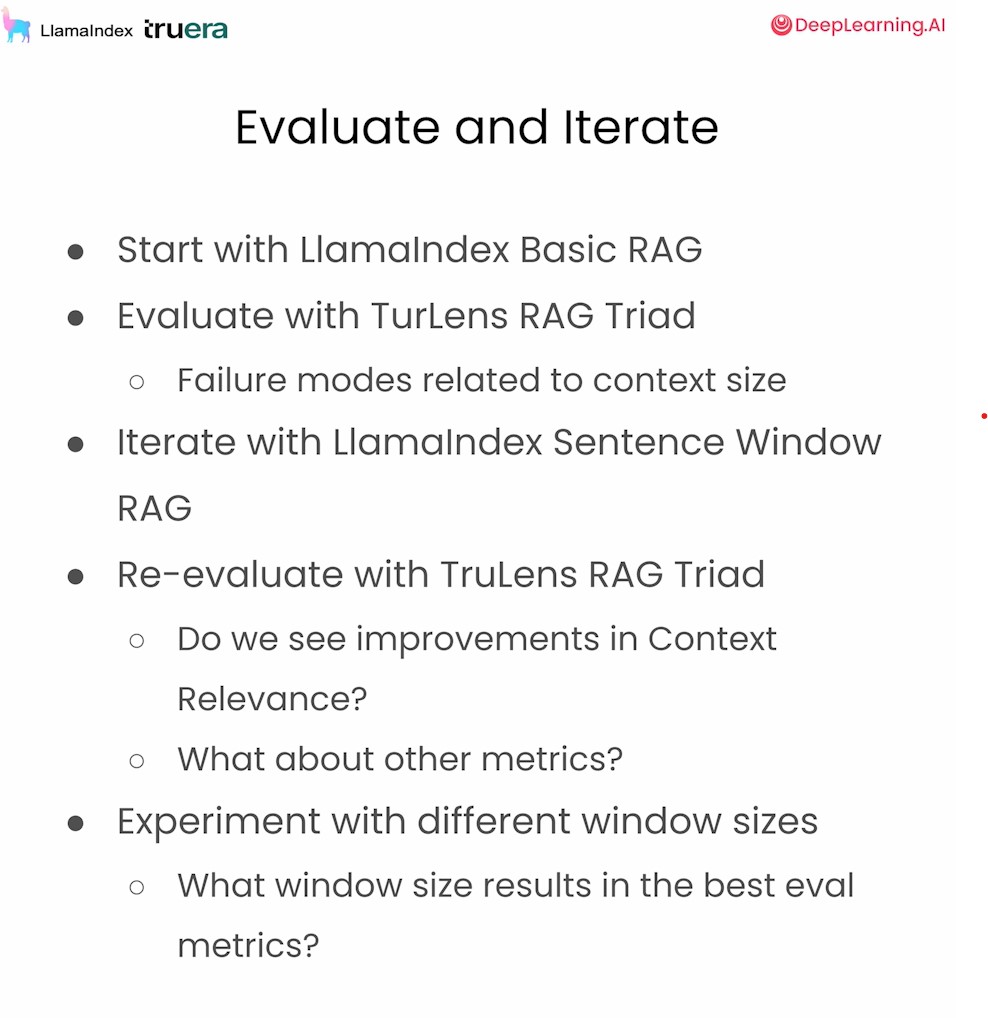 LlamaIndex truera DeepLearning.AI
Evaluate and Iterate
● Start with LlamaIndex Basic RAG
● Evaluate with TurLens RAG Triad
○ Failure modes related to context size
● Iterate with LlamaIndex Sentence Window
RAG
● Re-evaluate with TruLens RAG Triad
○ Do we see improvements in Context
Relevance?
○ What about other metrics?
● Experiment with different window sizes
○ What window size results in the best eval
metrics?